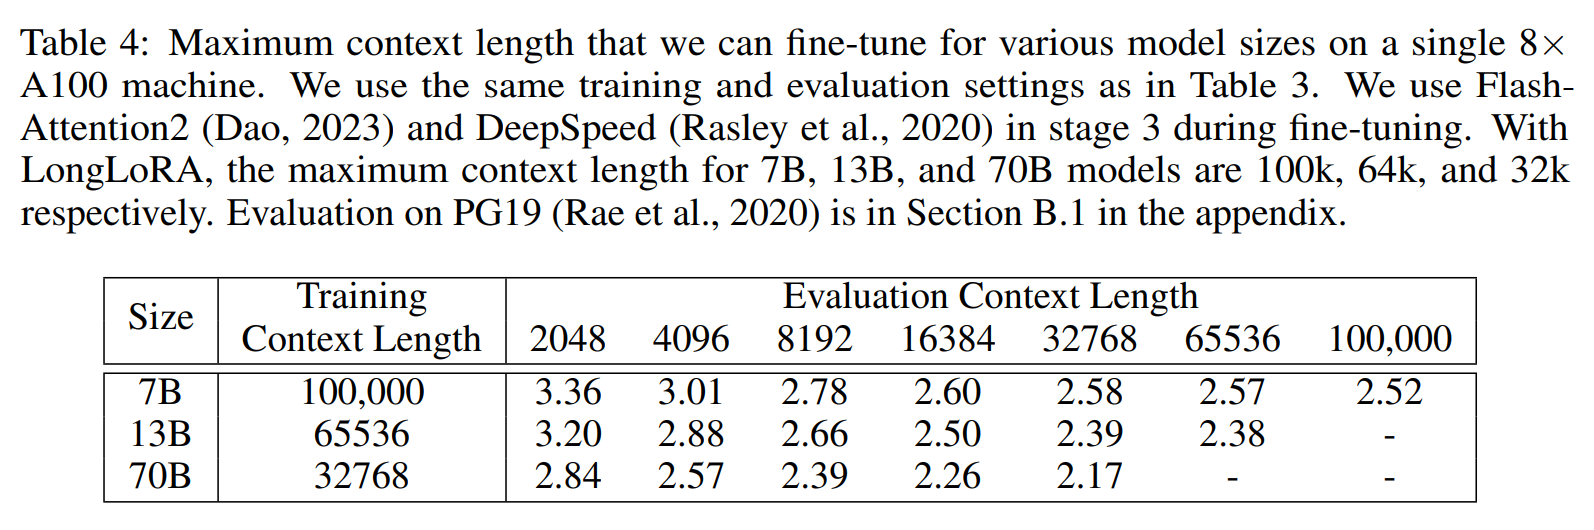 Table 4: Maximum context length that we can fine-tune for various model sizes on a single 8×
A100 machine. We use the same training and evaluation settings as in Table 3. We use Flash-
Attention2 (Dao, 2023) and DeepSpeed (Rasley et al., 2020) in stage 3 during fine-tuning. With
LongLoRA, the maximum context length for 7B, 13B, and 70B models are 100k, 64k, and 32k
respectively. Evaluation on PG19 (Rae et al., 2020) is in Section B.1 in the appendix.
Size Training Context Length Evaluation Context Length
2048 4096 8192 16384 32768 65536 100,000
7B 100,000 3.36 3.01 2.78 2.60 2.58 2.57 2.52
13B 65536 3.20 2.88 2.66 2.50 2.39 2.38 -
70B 32768 2.84 2.57 2.39 2.26 2.17 - -